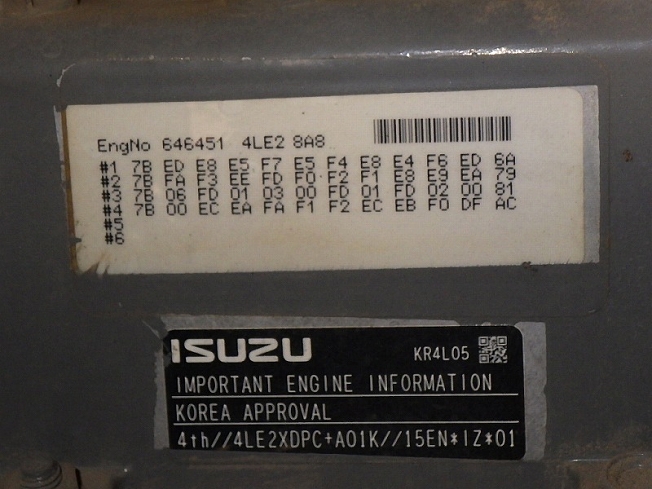 EngNo 646451 4LE2 8A8
#1 7B ED E8 E5 F7 E5 F4 E8 E4 F6 ED 6A
#2 7B FA F3 EE FD F0 F2 F1 E8 E9 EA 79
#3 7B 06 FD 01 03 00 FD 01 FD 02 00 81
#4 7B 00 EC EA FA F1 F2 EC EB F0 DF AC
#5
#6
ISUZU KR4L05
IMPORTANT ENGINE INFORMATION
KOREA APPROVAL
4th//4LE2XDPC+A01K//15EN*IZ*01